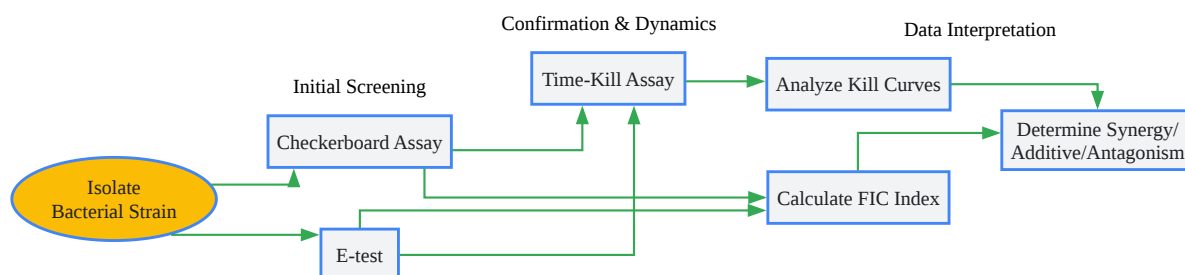 Confirmation & Dynamics
Data Interpretation
Initial Screening
Time-Kill Assay
Analyze Kill Curves
Checkerboard Assay
Determine Synergy/
Additive/Antagonism
Isolate
Bacterial Strain
Calculate FIC Index
E-test